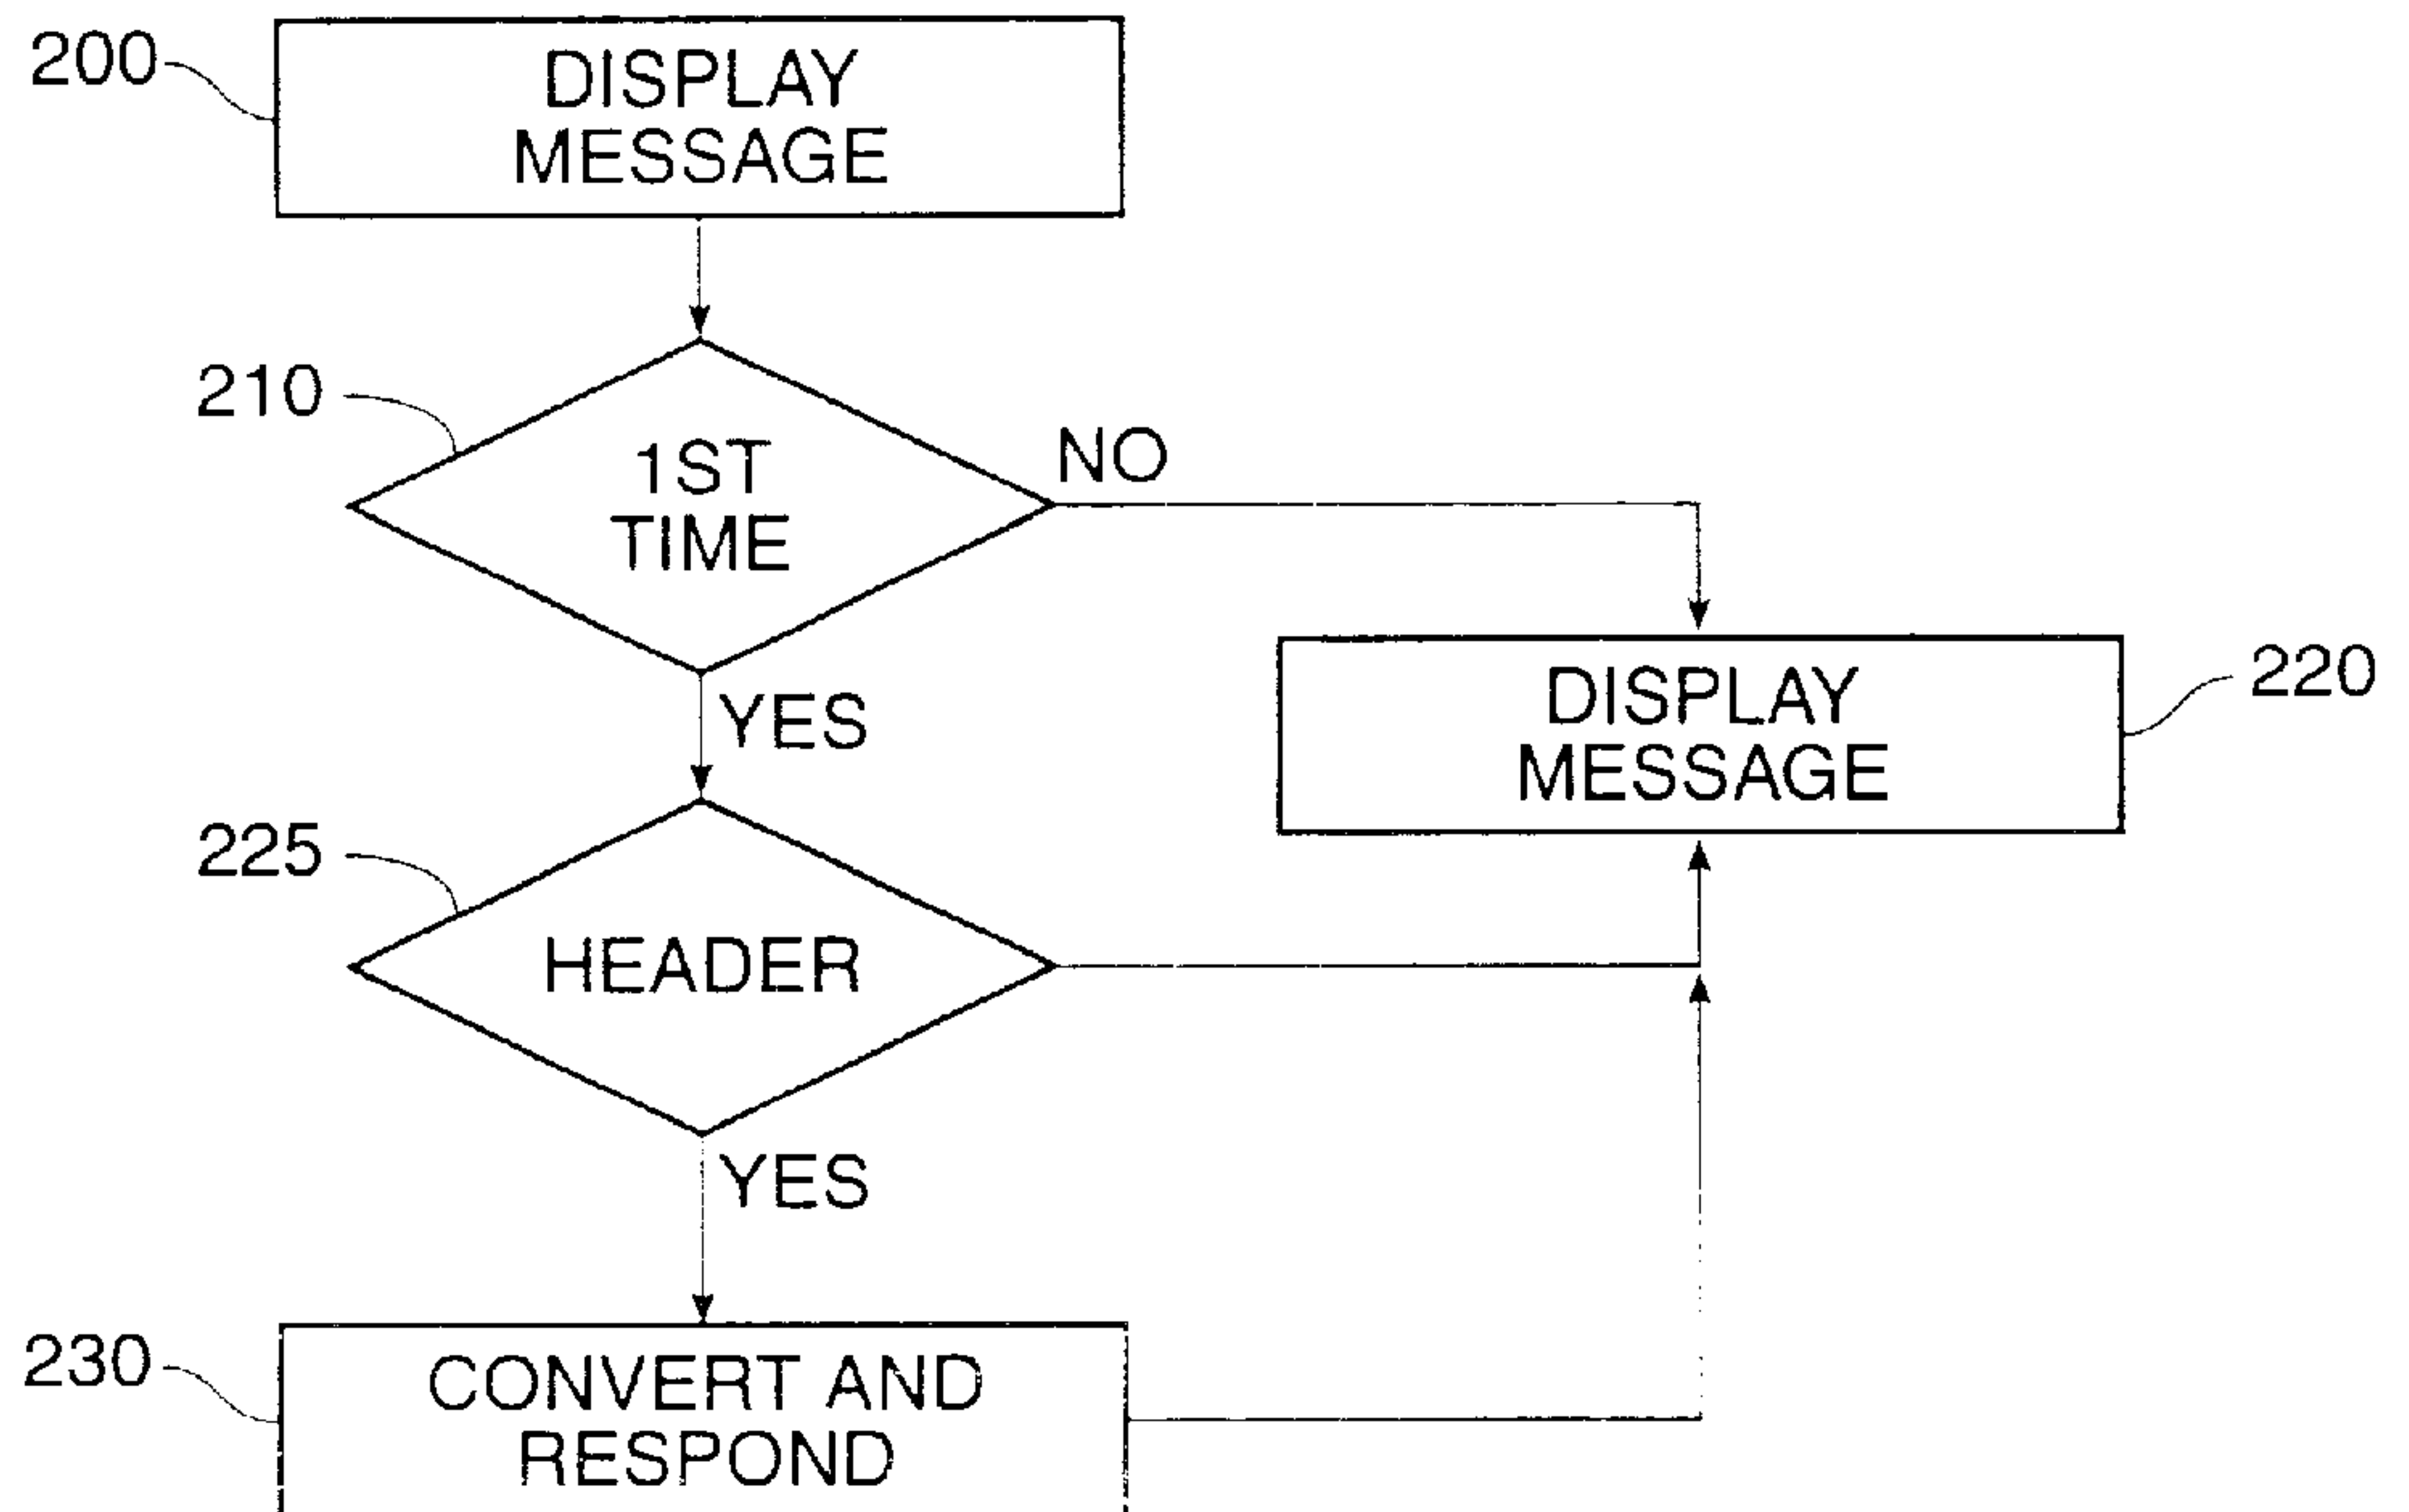 200
DISPLAY
MESSAGE
210
1ST
TIME
NO
YES
DISPLAY
MESSAGE
220
225
HEADER
YES
230
CONVERT AND
RESPOND